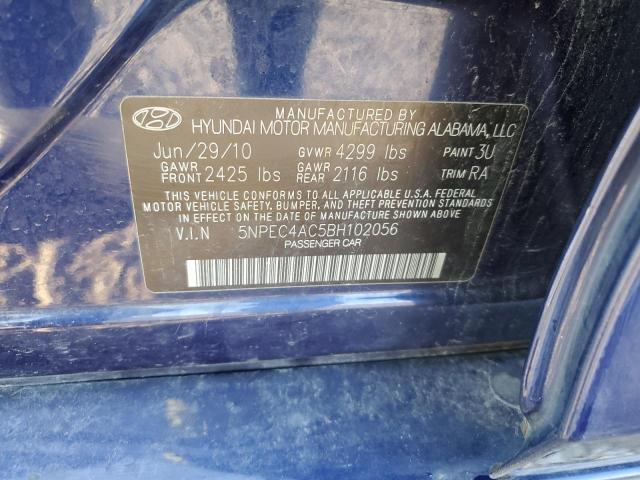 MANUFACTURED BY
HYUNDAI MOTOR MANUFACTURING ALABAMA, LLC
Jun/29/10 GVWR 4299 lbs PAINT 3U
GAWR FRONT 2425 lbs GAWR REAR 2116 lbs TRIM RA
THIS VEHICLE CONFORMS TO ALL APPLICABLE U.S.A. FEDERAL
MOTOR VEHICLE SAFETY, BUMPER, AND THEFT PREVENTION STANDARDS
IN EFFECT ON THE DATE OF MANUFACTURE SHOWN ABOVE.
V.I.N 5NPEC4AC5BH102056
PASSENGER CAR